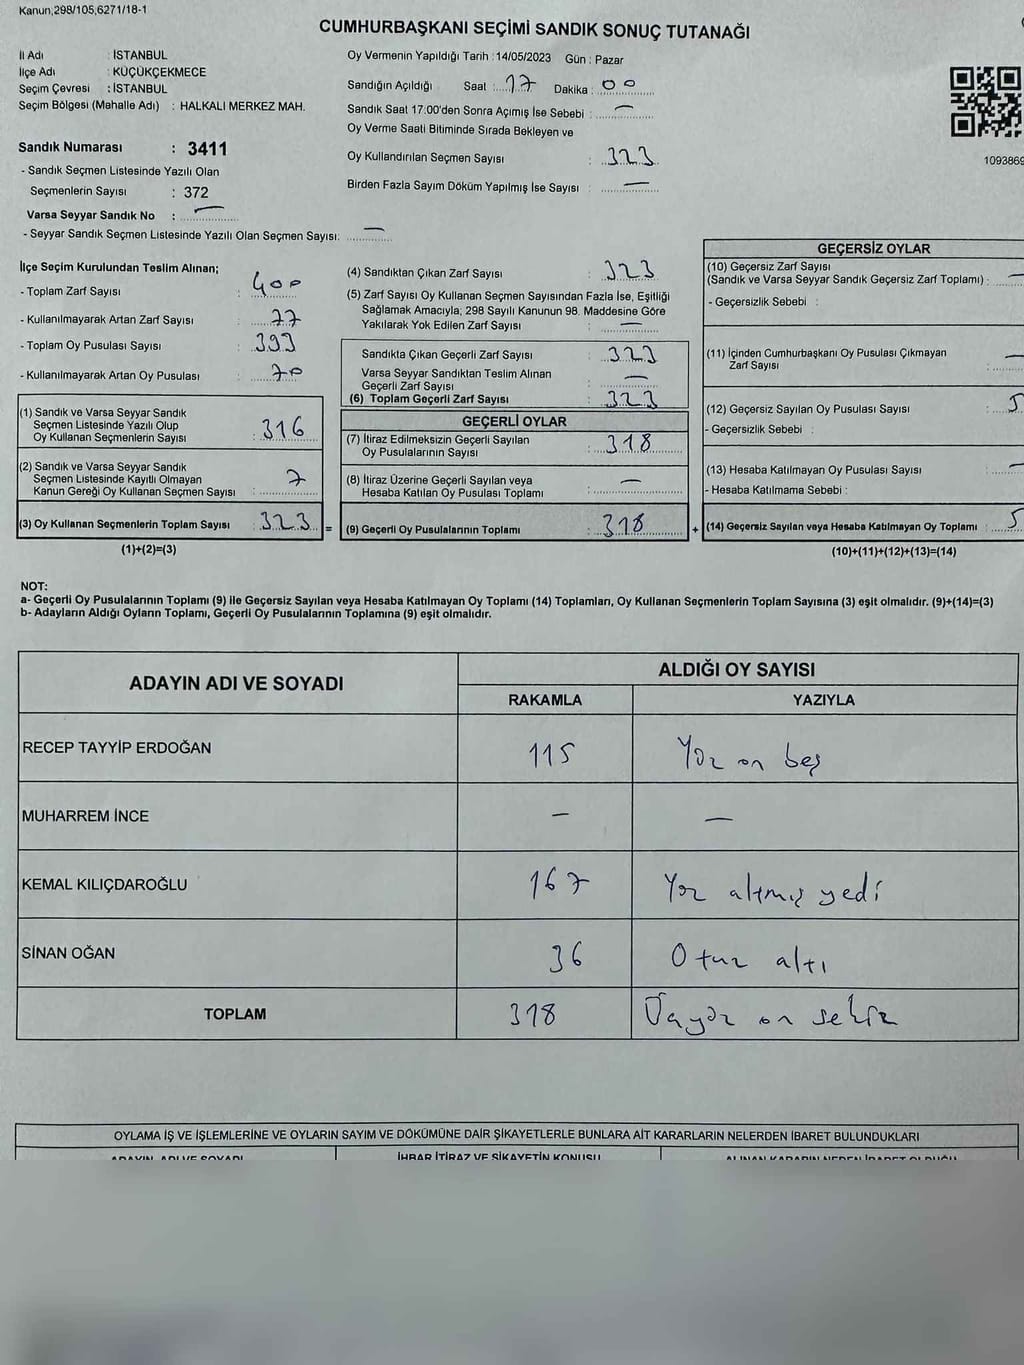 Kanun;298/105,6271/18-1
CUMHURBAŞKANI SEÇİMİ SANDIK SONUÇ TUTANAĞI
İl Adı : İSTANBUL
İlçe Adı : KÜÇÜKÇEKMECE
Seçim Çevresi : İSTANBUL
Seçim Bölgesi (Mahalle Adı) : HALKALI MERKEZ MAH.
Sandık Numarası : 3411
- Sandık Seçmen Listesinde Yazılı Olan
Seçmenlerin Sayısı : 372
Varsa Seyyar Sandık No : —
- Seyyar Sandık Seçmen Listesinde Yazılı Olan Seçmen Sayısı: —
Oy Vermenin Yapıldığı Tarih : 14/05/2023 Gün : Pazar
Sandığın Açıldığı Saat : 17 Dakika : 00
Sandık Saat 17:00'den Sonra Açımış İse Sebebi : —
Oy Verme Saati Bitiminde Sırada Bekleyen ve
Oy Kullandırılan Seçmen Sayısı : 323
Birden Fazla Sayım Döküm Yapılmış İse Sayısı : —
1093869
İlçe Seçim Kurulundan Teslim Alınan;
- Toplam Zarf Sayısı : 400
- Kullanılmayarak Artan Zarf Sayısı : 77
- Toplam Oy Pusulası Sayısı : 393
- Kullanılmayarak Artan Oy Pusulası : 70
(1) Sandık ve Varsa Seyyar Sandık
Seçmen Listesinde Yazılı Olup
Oy Kullanan Seçmenlerin Sayısı : 316
(2) Sandık ve Varsa Seyyar Sandık
Seçmen Listesinde Kayıtlı Olmayan
Kanun Gereği Oy Kullanan Seçmen Sayısı : 7
(3) Oy Kullanan Seçmenlerin Toplam Sayısı : 323 =
(1)+(2)=(3)
(4) Sandıktan Çıkan Zarf Sayısı : 323
(5) Zarf Sayısı Oy Kullanan Seçmen Sayısından Fazla İse, Eşitliği
Sağlamak Amacıyla; 298 Sayılı Kanunun 98. Maddesine Göre
Yakılarak Yok Edilen Zarf Sayısı : —
Sandıkta Çıkan Geçerli Zarf Sayısı : 323
Varsa Seyyar Sandıktan Teslim Alınan
Geçerli Zarf Sayısı : —
(6) Toplam Geçerli Zarf Sayısı : 323
GEÇERLİ OYLAR
(7) İtiraz Edilmeksizin Geçerli Sayılan
Oy Pusulalarının Sayısı : 318
(8) İtiraz Üzerine Geçerli Sayılan veya
Hesaba Katılan Oy Pusulası Toplamı : —
(9) Geçerli Oy Pusulalarının Toplamı : 318 +
GEÇERSİZ OYLAR
(10) Geçersiz Zarf Sayısı
(Sandık ve Varsa Seyyar Sandık Geçersiz Zarf Toplamı) : —
- Geçersizlik Sebebi :
(11) İçinden Cumhurbaşkanı Oy Pusulası Çıkmayan
Zarf Sayısı : —
(12) Geçersiz Sayılan Oy Pusulası Sayısı : 5
- Geçersizlik Sebebi :
(13) Hesaba Katılmayan Oy Pusulası Sayısı : —
- Hesaba Katılmama Sebebi :
(14) Geçersiz Sayılan veya Hesaba Katılmayan Oy Toplamı : 5
(10)+(11)+(12)+(13)=(14)
NOT:
a- Geçerli Oy Pusulalarının Toplamı (9) ile Geçersiz Sayılan veya Hesaba Katılmayan Oy Toplamı (14) Toplamları, Oy Kullanan Seçmenlerin Toplam Sayısına (3) eşit olmalıdır. (9)+(14)=(3)
b- Adayların Aldığı Oyların Toplamı, Geçerli Oy Pusulalarının Toplamına (9) eşit olmalıdır.
ADAYIN ADI VE SOYADI
ALDIĞI OY SAYISI
RAKAMLA YAZIYLA
RECEP TAYYİP ERDOĞAN 115 Yüz on beş
MUHARREM İNCE — —
KEMAL KILIÇDAROĞLU 167 Yüz altmış yedi
SİNAN OĞAN 36 Otuz altı
TOPLAM 318 Üçyüz on sekiz
OYLAMA İŞ VE İŞLEMLERİNE VE OYLARIN SAYIM VE DÖKÜMÜNE DAİR ŞİKAYETLERLE BUNLARA AİT KARARLARIN NELERDEN İBARET BULUNDUKLARI
ADAYIN ADI VE SOYADI İHBAR İTİRAZ VE ŞİKAYETİN KONUSU ALINAN KARARIN NEDEN İBARET OLDUĞU